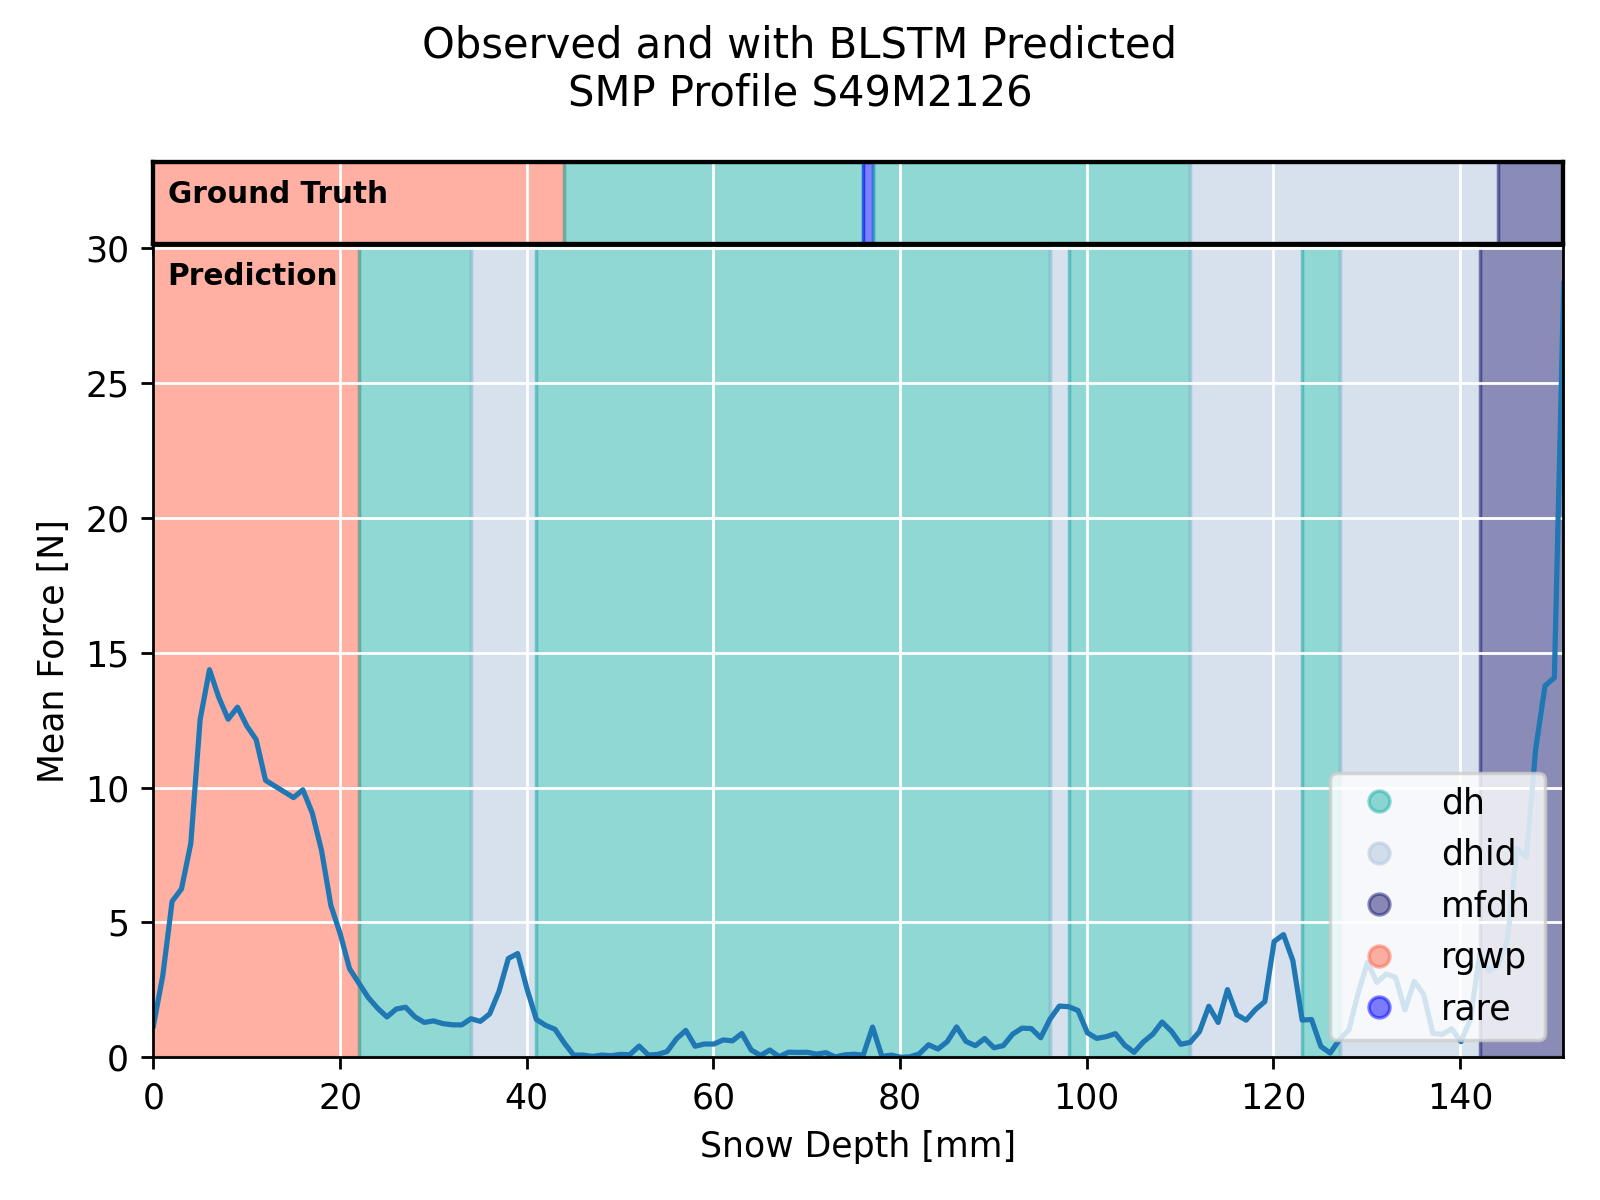 Observed and with BLSTM Predicted
SMP Profile S49M2126
Ground Truth
Prediction
30
25
20
15
10
5
0
Mean Force [N]
dh
dhid
mfdh
rgwp
rare
0 20 40 60 80 100 120 140
Snow Depth [mm]